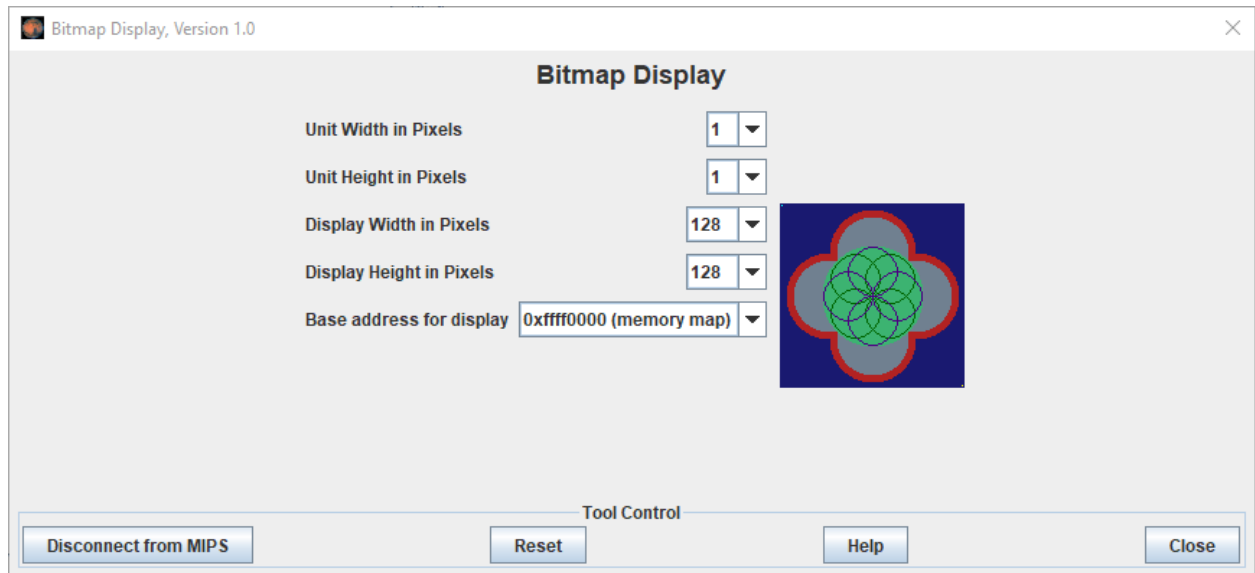 Bitmap Display, Version 1.0
Bitmap Display
Unit Width in Pixels 1
Unit Height in Pixels 1
Display Width in Pixels 128
Display Height in Pixels 128
Base address for display 0xffff0000 (memory map)
Tool Control
Disconnect from MIPS Reset Help Close